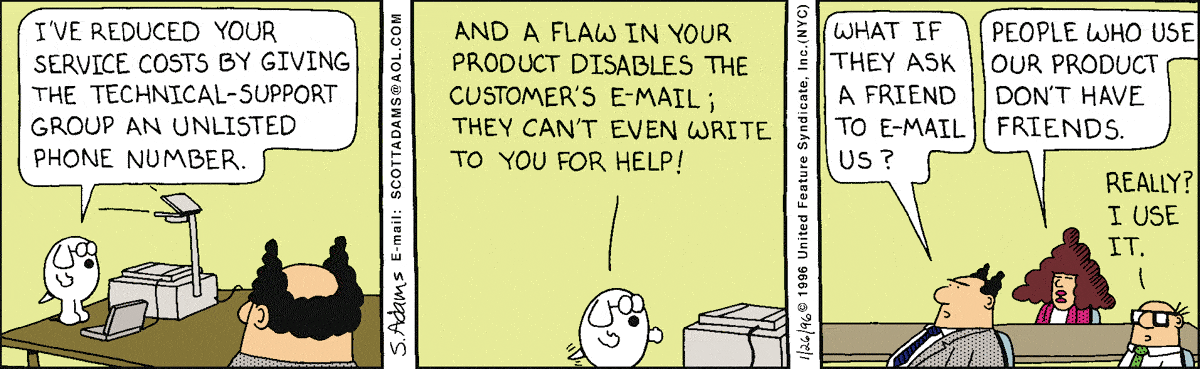 I'VE REDUCED YOUR
SERVICE COSTS BY GIVING
THE TECHNICAL-SUPPORT
GROUP AN UNLISTED
PHONE NUMBER.
S.Adams E-mail: SCOTTADAMS@AOL.COM
AND A FLAW IN YOUR
PRODUCT DISABLES THE
CUSTOMER'S E-MAIL;
THEY CAN'T EVEN WRITE
TO YOU FOR HELP!
1/26/96 © 1996 United Feature Syndicate, Inc.(NYC)
WHAT IF
THEY ASK
A FRIEND
TO E-MAIL
US?
PEOPLE WHO USE
OUR PRODUCT
DON'T HAVE
FRIENDS.
REALLY?
I USE
IT.